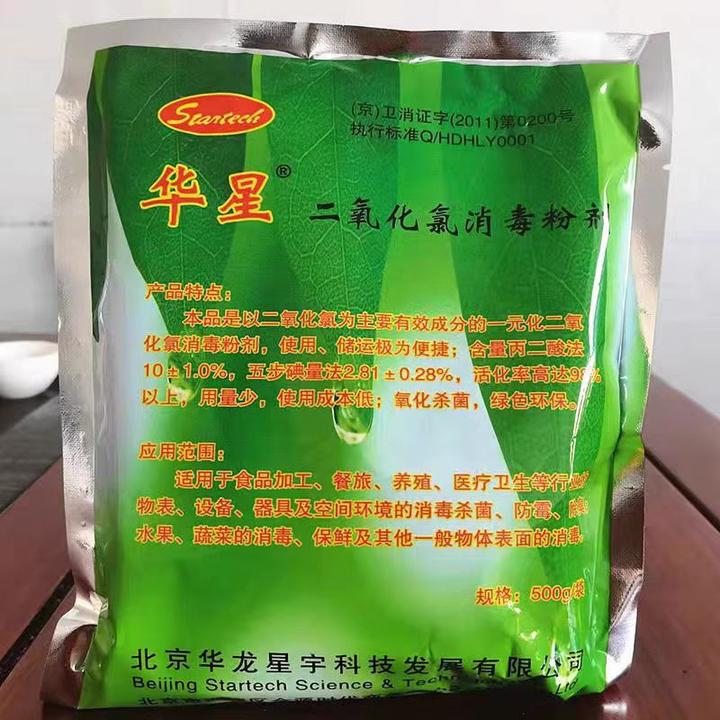 Startech
(京)卫消证字(2011)第0200号
执行标准Q/HDHLY0001
华星®
二氧化氯消毒粉剂
产品特点：
本品是以二氧化氯为主要有效成分的一元化二氧
化氯消毒粉剂，使用、储运极为便捷；含量丙二酸法
10±1.0%，五步碘量法2.81±0.28%，活化率高达98%
以上，用量少，使用成本低；氧化杀菌，绿色环保。
应用范围：
适用于食品加工、餐旅、养殖、医疗卫生等行业
物表、设备、器具及空间环境的消毒杀菌、防霉、
水果、蔬菜的消毒、保鲜及其他一般物体表面的消毒。
规格：500g/袋
北京华龙星宇科技发展有限公司
Beijing Startech Science &